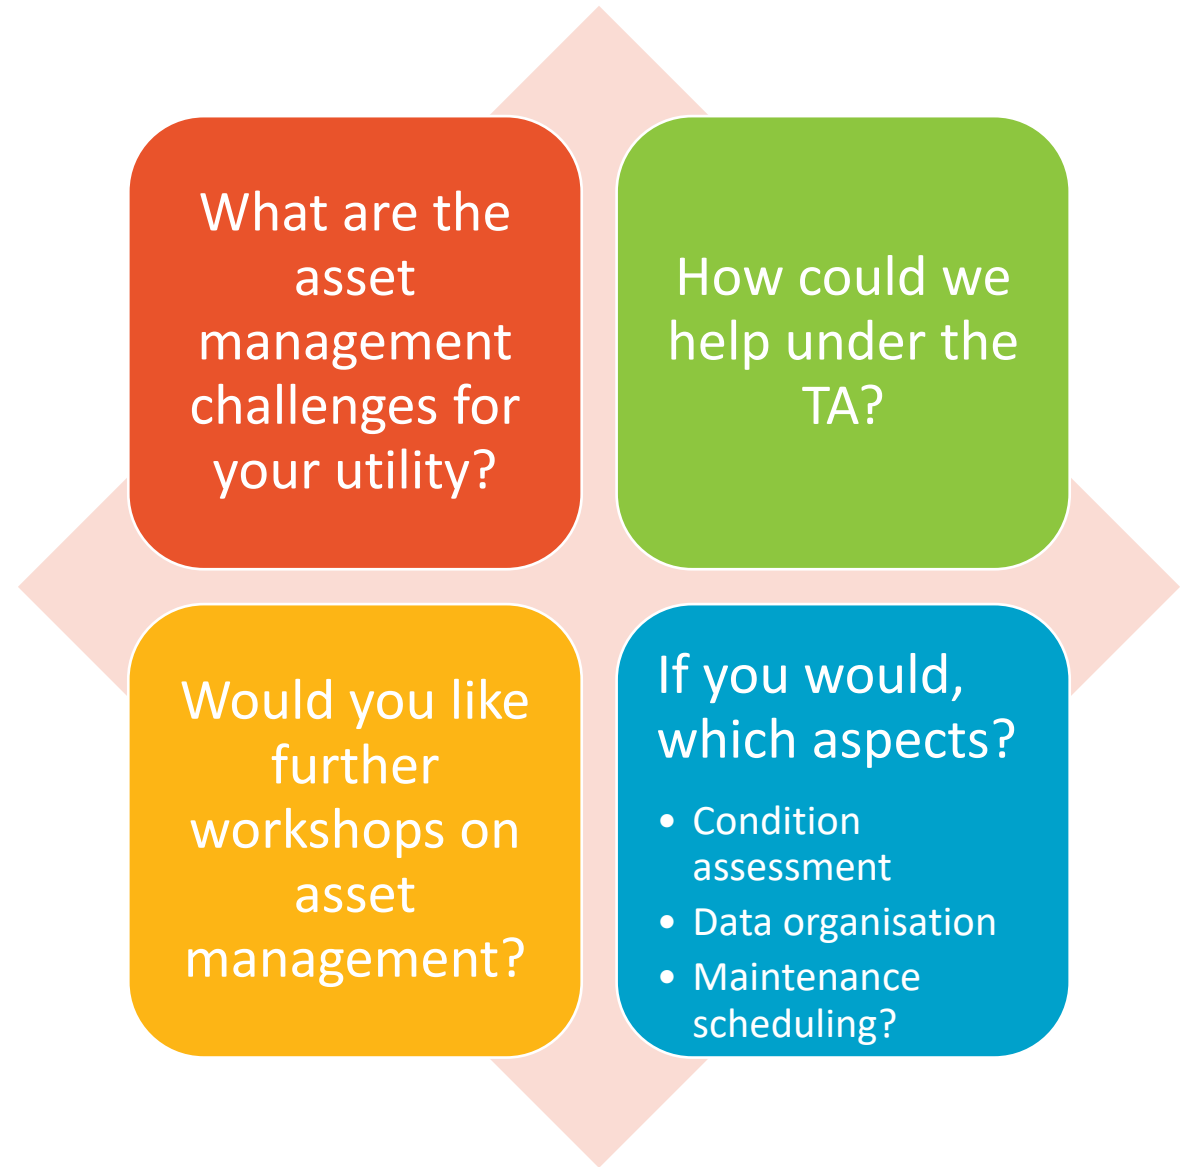 What are the
asset
management
challenges for
your utility?
How could we
help under the
TA?
Would you like
further
workshops on
asset
management?
If you would,
which aspects?
• Condition
assessment
• Data organisation
• Maintenance
scheduling?